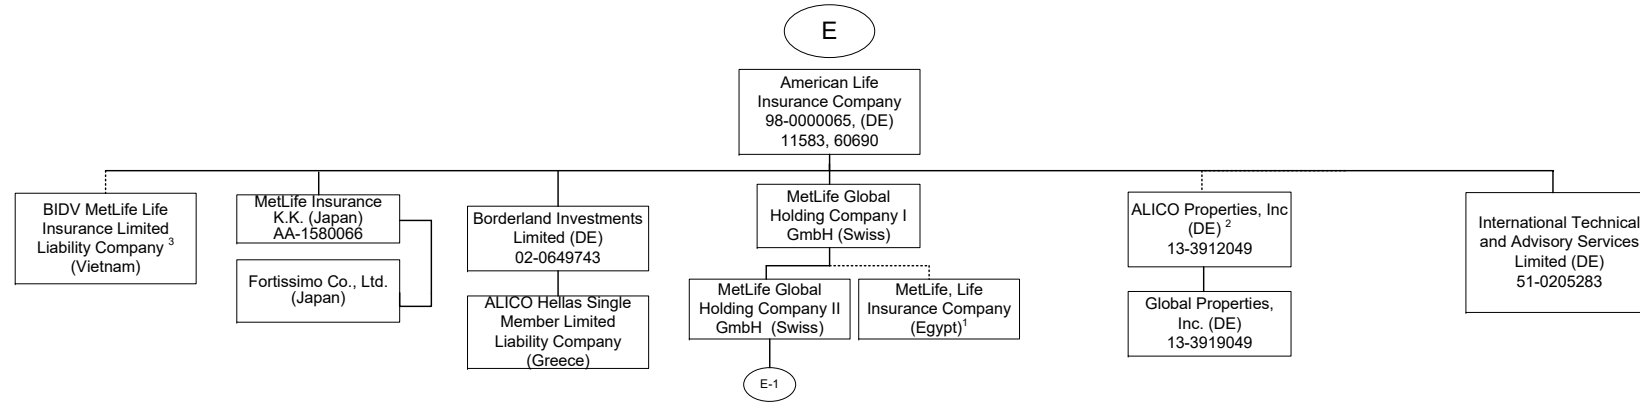 E
American Life
Insurance Company
98-0000065, (DE)
11583, 60690
BIDV MetLife Life
Insurance Limited
Liability Company 3
(Vietnam)
MetLife Insurance
K.K. (Japan)
AA-1580066
Fortissimo Co., Ltd.
(Japan)
Borderland Investments
Limited (DE)
02-0649743
ALICO Hellas Single
Member Limited
Liability Company
(Greece)
MetLife Global
Holding Company I
GmbH (Swiss)
MetLife Global
Holding Company II
GmbH (Swiss)
E-1
MetLife, Life
Insurance Company
(Egypt)1
ALICO Properties, Inc
(DE) 2
13-3912049
Global Properties,
Inc. (DE)
13-3919049
International Technical
and Advisory Services
Limited (DE)
51-0205283